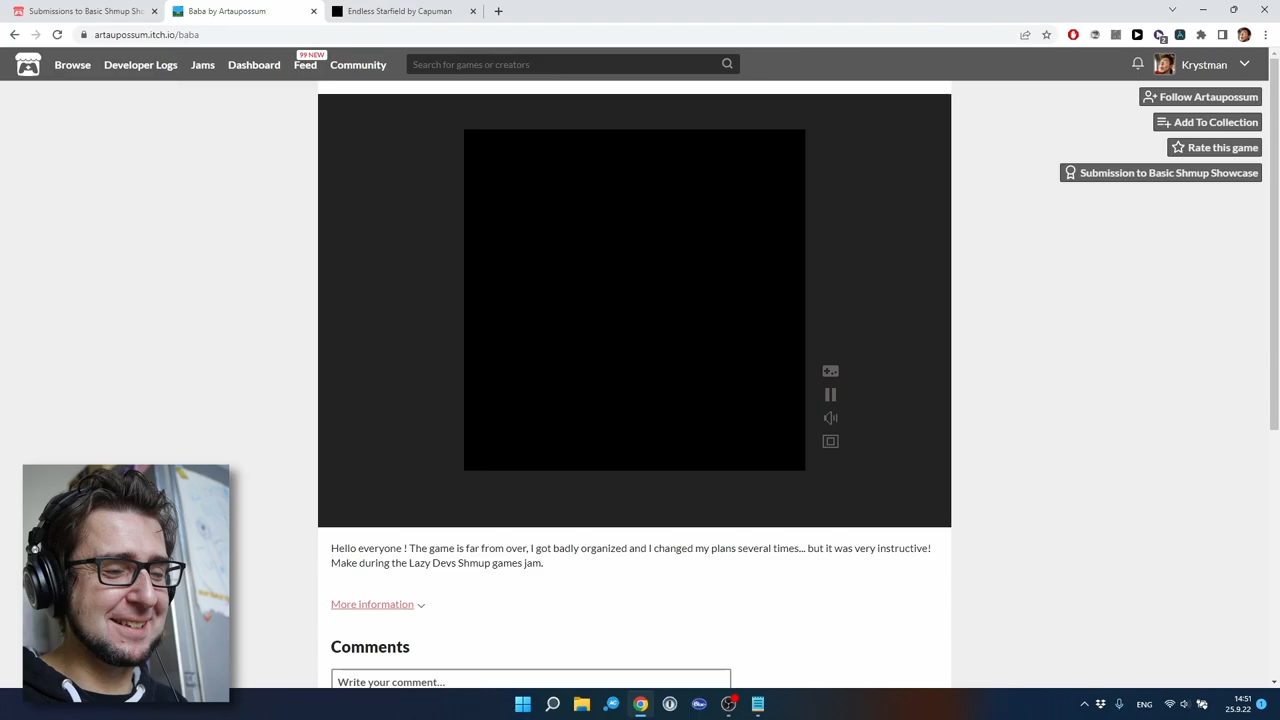 Submissions to Basic Shmup Sho
Baba by Artaupossum
Endless Starfield by Capuman
artaupossum.itch.io/baba
2
99 NEW
Browse
Developer Logs
Jams
Dashboard
Feed
Community
Search for games or creators
Krystman
Follow Artaupossum
Add To Collection
Rate this game
Submission to Basic Shmup Showcase
Hello everyone ! The game is far from over, I got badly organized and I changed my plans several times... but it was very instructive!
Make during the Lazy Devs Shmup games jam.
More information
Comments
Write your comment...
ENG
14:51
25.9.22